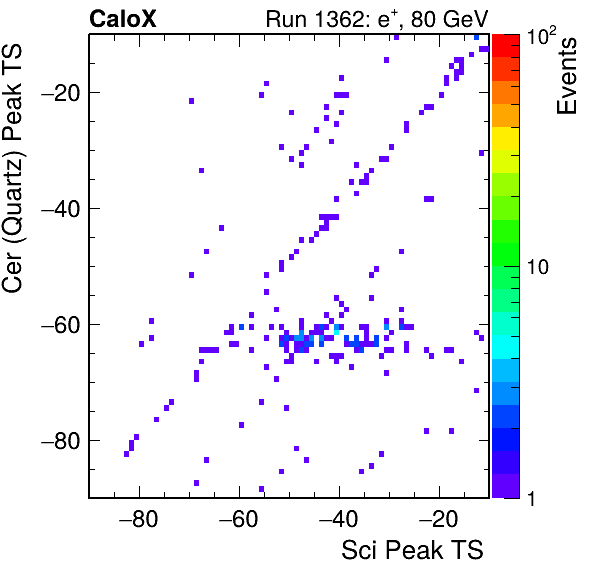 CaloX
Run 1362: e⁺, 80 GeV
Cer (Quartz) Peak TS
−20
−40
−60
−80
−80
−60
−40
−20
Sci Peak TS
10²
10
1
Events